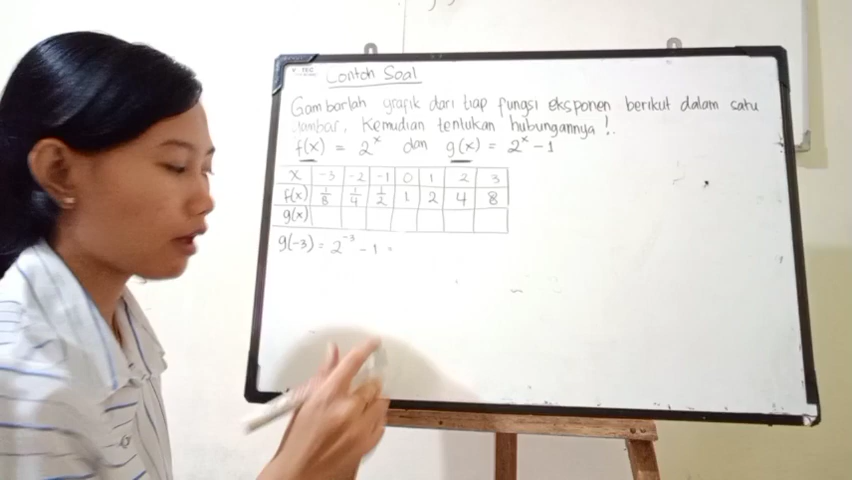 V-TEC
Contoh Soal
Gambarlah grafik dari tiap fungsi eksponen berikut dalam satu
gambar, Kemudian tentukan hubungannya !.
f(x) = 2^x dan g(x) = 2^x - 1
x -3 -2 -1 0 1 2 3
f(x) 1/8 1/4 1/2 1 2 4 8
g(x)
g(-3) = 2^-3 - 1 =